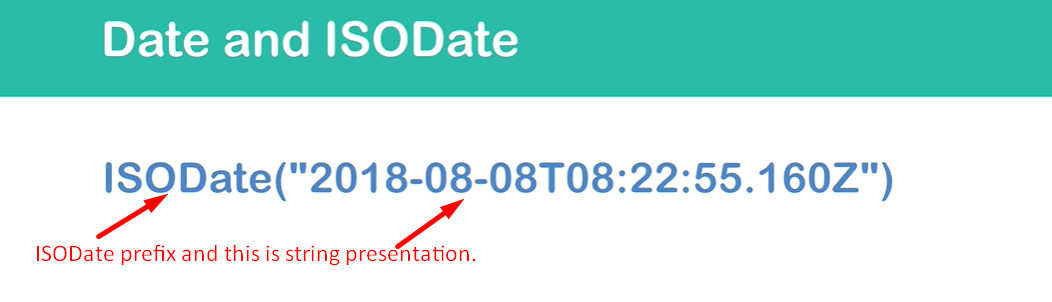 Date and ISODate
ISODate("2018-08-08T08:22:55.160Z")
ISODate prefix and this is string presentation.